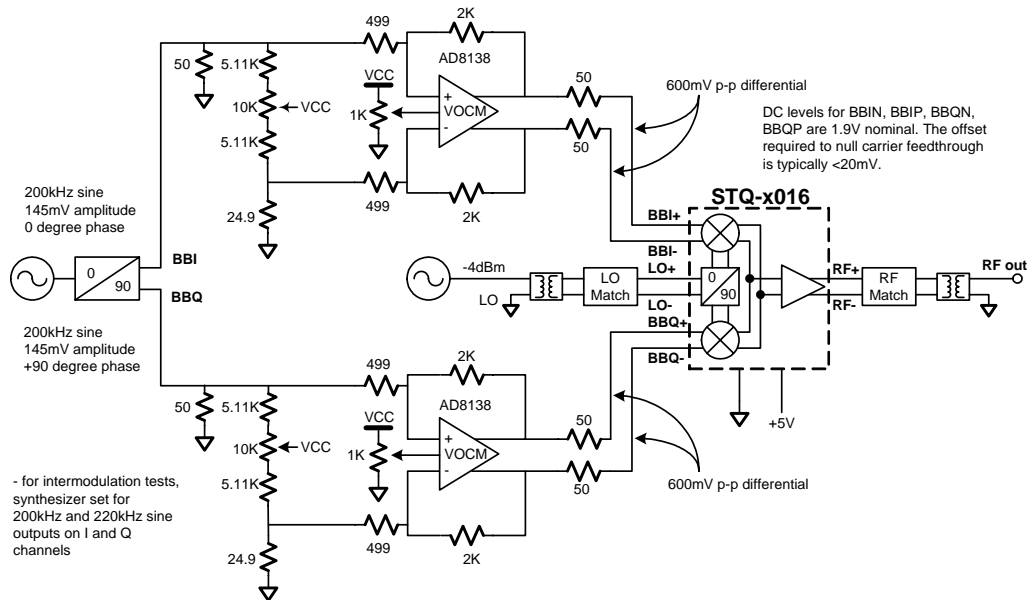 499
2K
AD8138
50
5.11K
10K
VCC
5.11K
VCC
1K
+
VOCM
-
50
50
600mV p-p differential
DC levels for BBIN, BBIP, BBQN,
BBQP are 1.9V nominal. The offset
required to null carrier feedthrough
is typically <20mV.
24.9
499
2K
200kHz sine
145mV amplitude
0 degree phase
0
90
BBI
BBQ
200kHz sine
145mV amplitude
+90 degree phase
STQ-x016
BBI+
BBI-
-4dBm
LO
LO
Match
LO+
LO-
0
90
RF+
RF-
RF
Match
RF out
BBQ+
BBQ-
+5V
499
2K
AD8138
50
5.11K
10K
VCC
5.11K
VCC
1K
+
VOCM
-
50
50
600mV p-p differential
24.9
499
2K
- for intermodulation tests,
synthesizer set for
200kHz and 220kHz sine
outputs on I and Q
channels